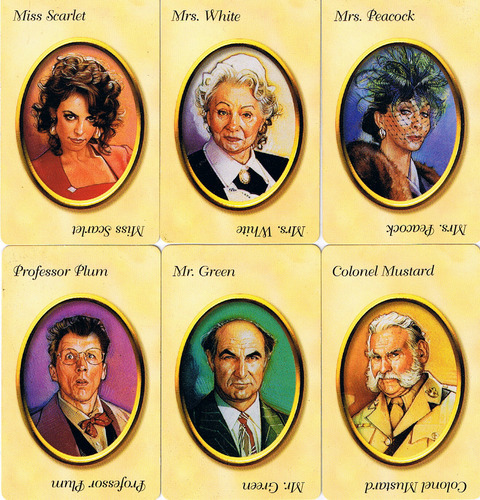 Miss Scarlet
Mrs. White
Mrs. Peacock
Miss Scarlet
Mrs. White
Mrs. Peacock
Professor Plum
Mr. Green
Colonel Mustard
Professor Plum
Mr. Green
Colonel Mustard